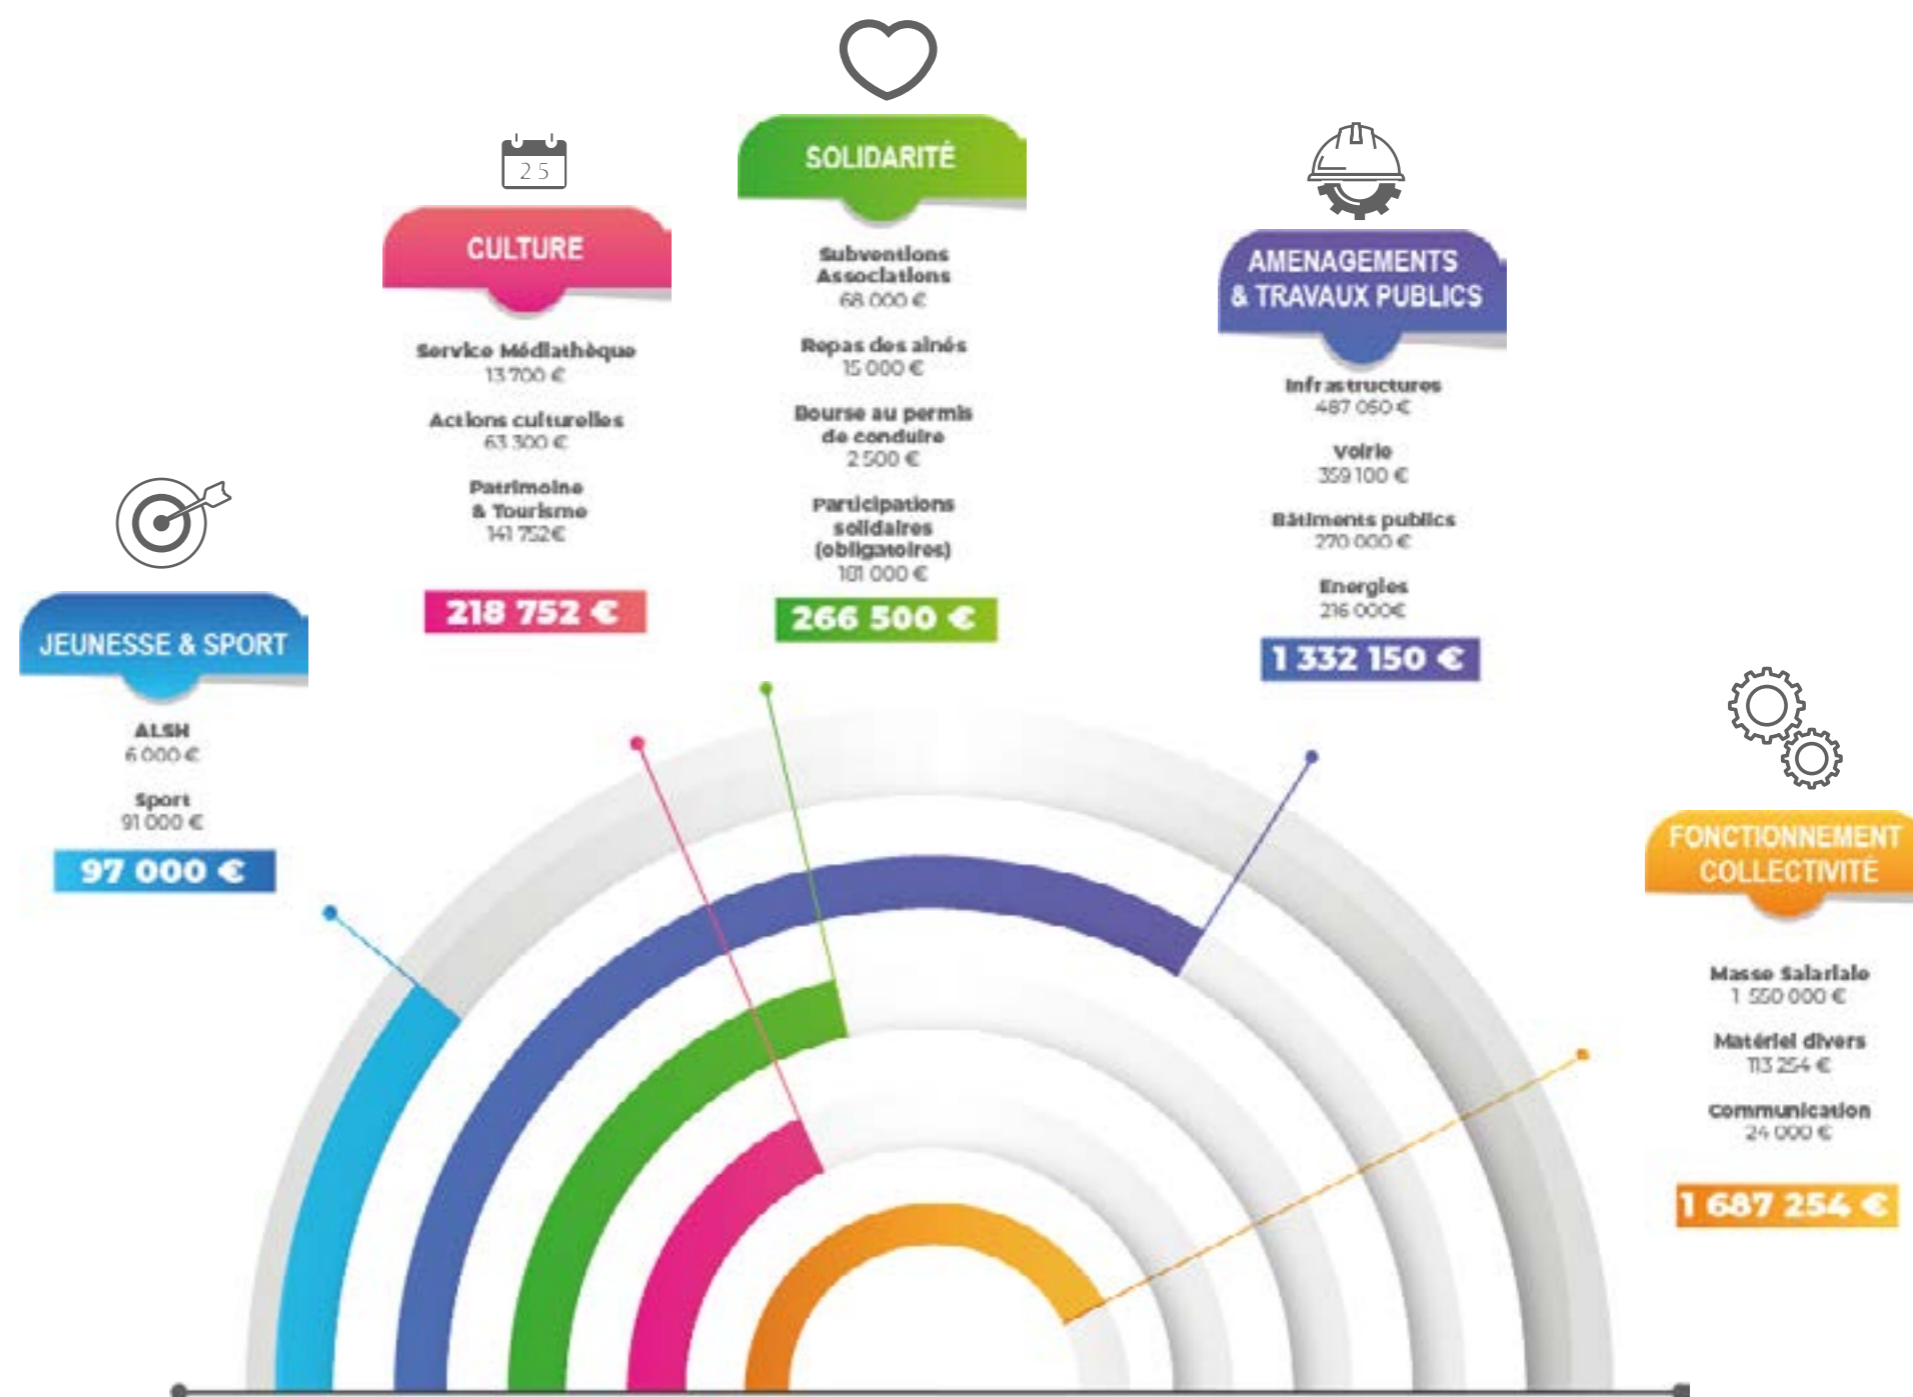 25
SOLIDARITÉ
Subventions
Associations
68 000 €
Repas des aînés
15 000 €
Bourse au permis
de conduire
2 500 €
Participations
solidaires
(obligatoires)
181 000 €
266 500 €
CULTURE
Service Médiathèque
13 700 €
Actions culturelles
63 300 €
Patrimoine
& Tourisme
141 752€
218 752 €
AMENAGEMENTS
& TRAVAUX PUBLICS
Infrastructures
487 050 €
Voirie
359 100 €
Bâtiments publics
270 000 €
Energies
216 000€
1 332 150 €
JEUNESSE & SPORT
ALSH
6 000 €
Sport
91 000 €
97 000 €
FONCTIONNEMENT
COLLECTIVITÉ
Masse Salariale
1 550 000 €
Matériel divers
113 254 €
Communication
24 000 €
1 687 254 €